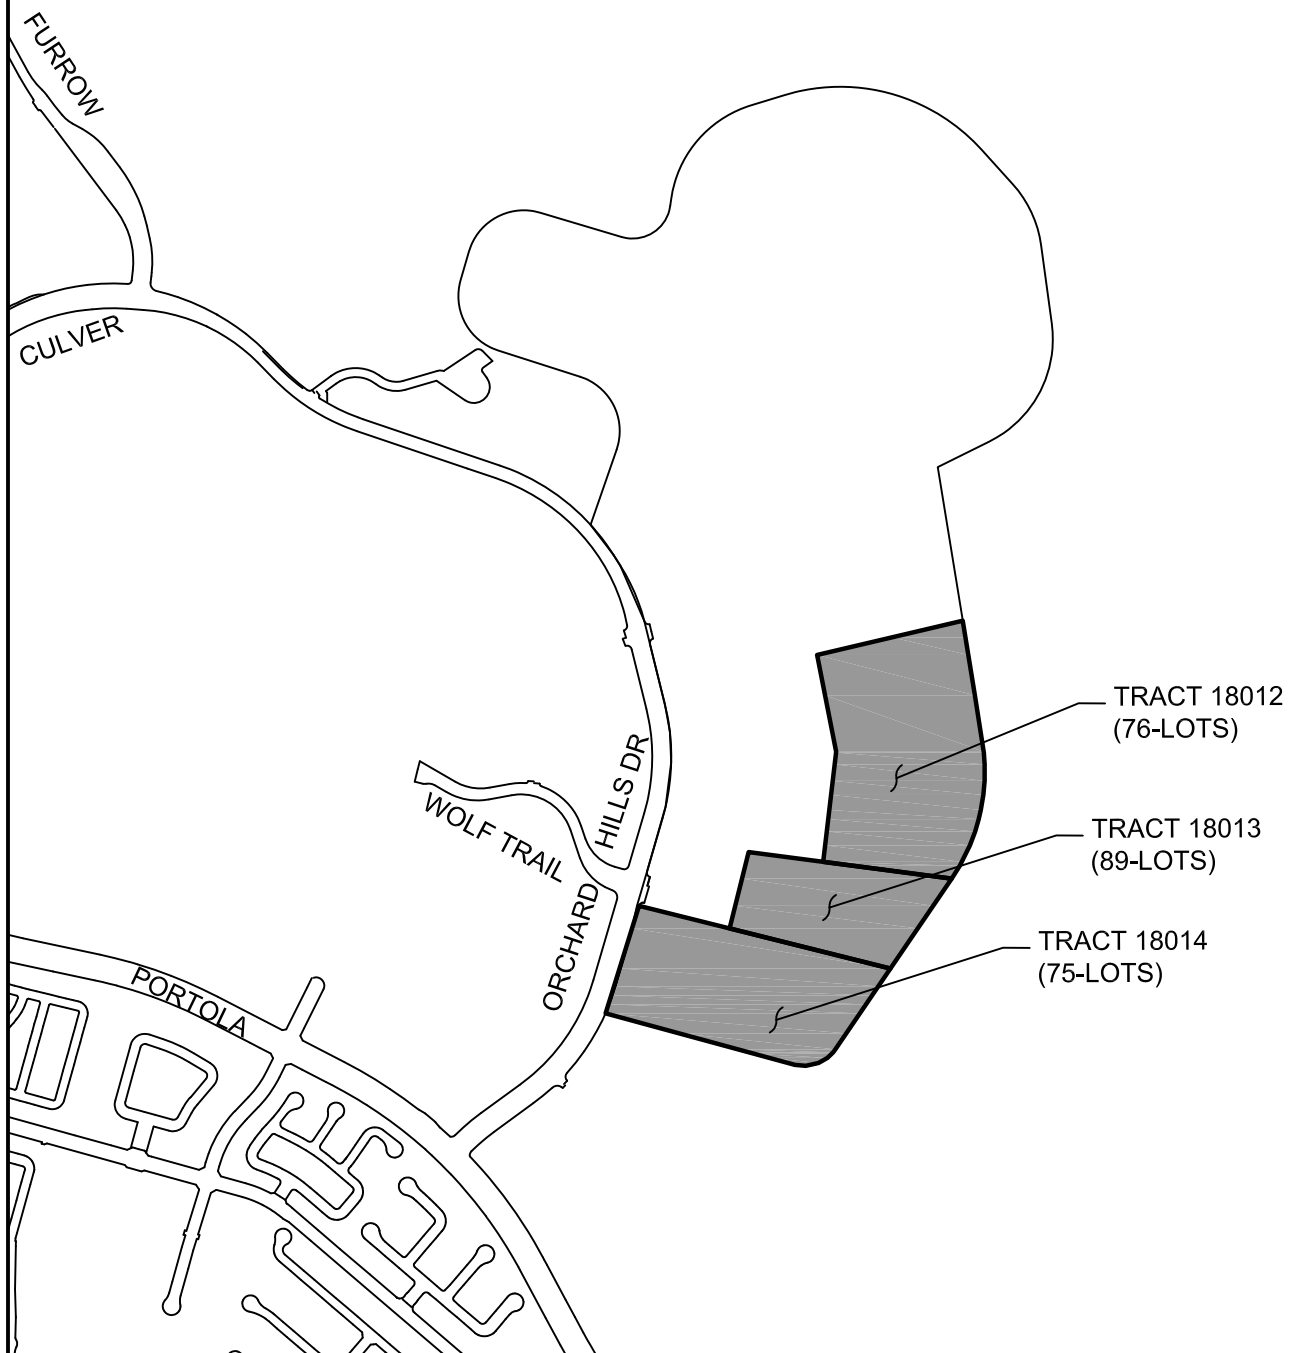 FURROW
CULVER
TRACT 18012
(76-LOTS)
HILLS DR
WOLF TRAIL
TRACT 18013
(89-LOTS)
ORCHARD
TRACT 18014
(75-LOTS)
PORTOLA